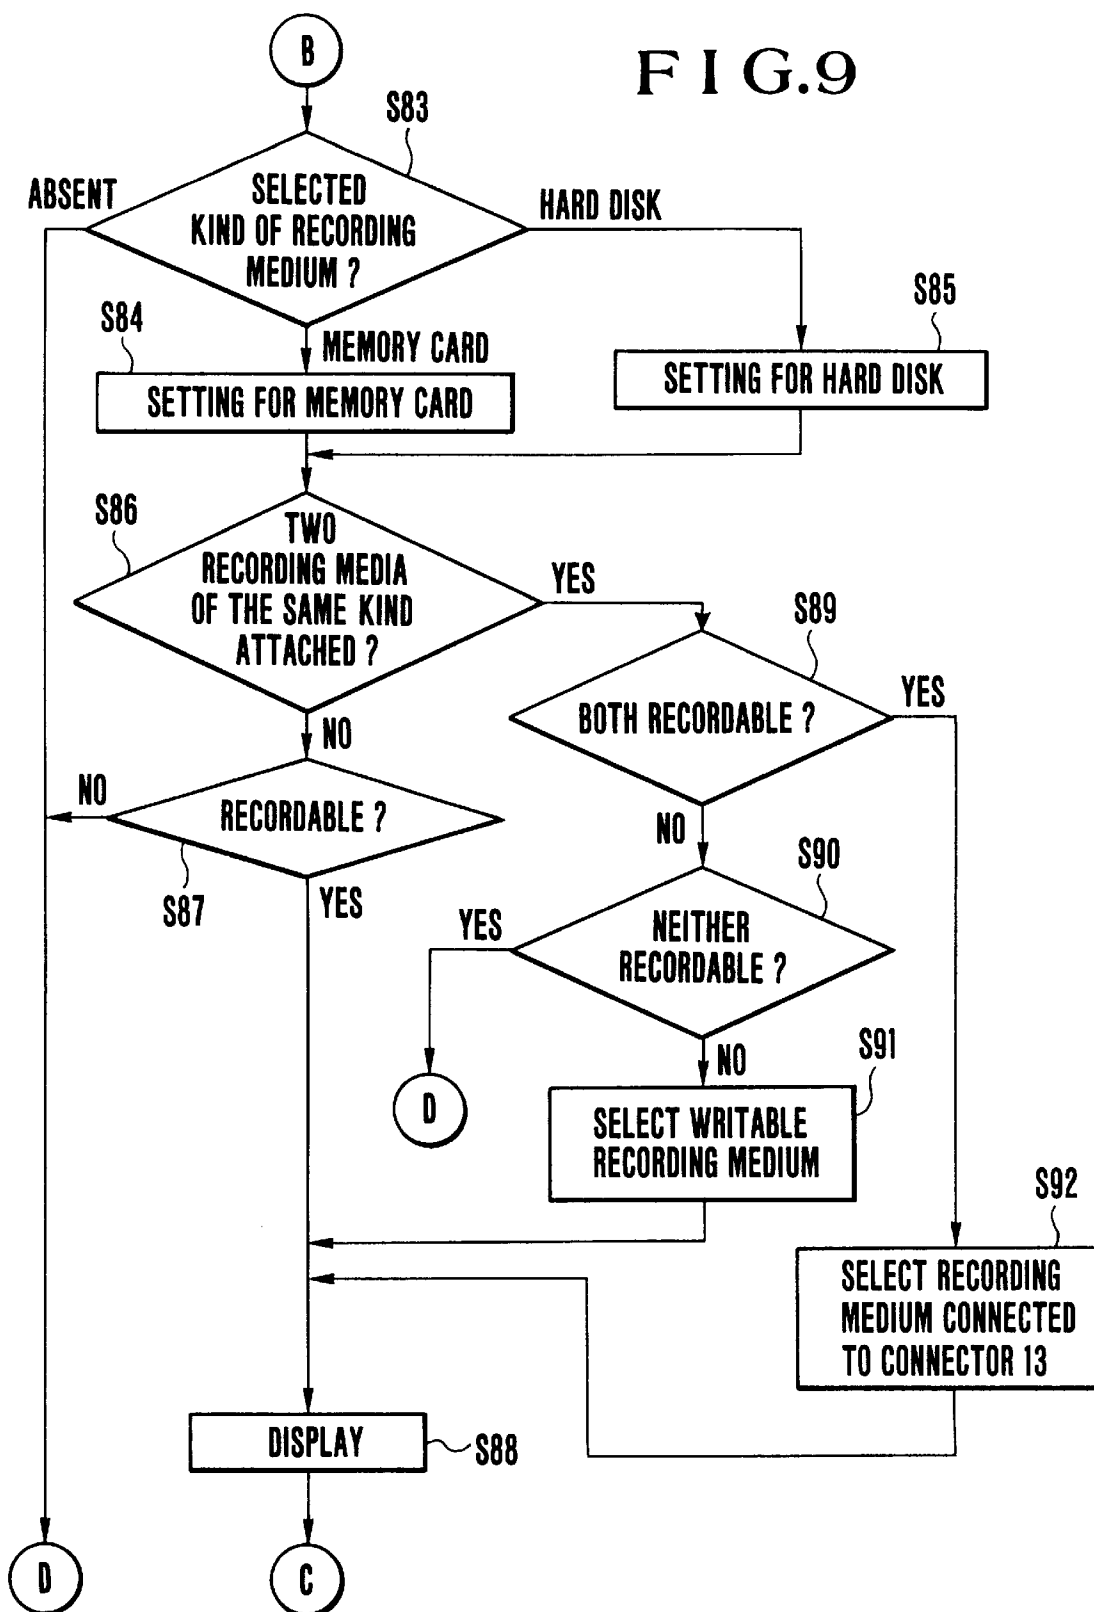 B
FIG.9
S83
ABSENT
SELECTED
KIND OF RECORDING
MEDIUM ?
HARD DISK
S84
MEMORY CARD
S85
SETTING FOR MEMORY CARD
SETTING FOR HARD DISK
S86
TWO
RECORDING MEDIA
OF THE SAME KIND
ATTACHED ?
YES
S89
BOTH RECORDABLE ?
YES
NO
NO
RECORDABLE ?
S87
YES
NO
S90
YES
NEITHER
RECORDABLE ?
NO
S91
D
SELECT WRITABLE
RECORDING MEDIUM
S92
SELECT RECORDING
MEDIUM CONNECTED
TO CONNECTOR 13
DISPLAY
S88
D
C